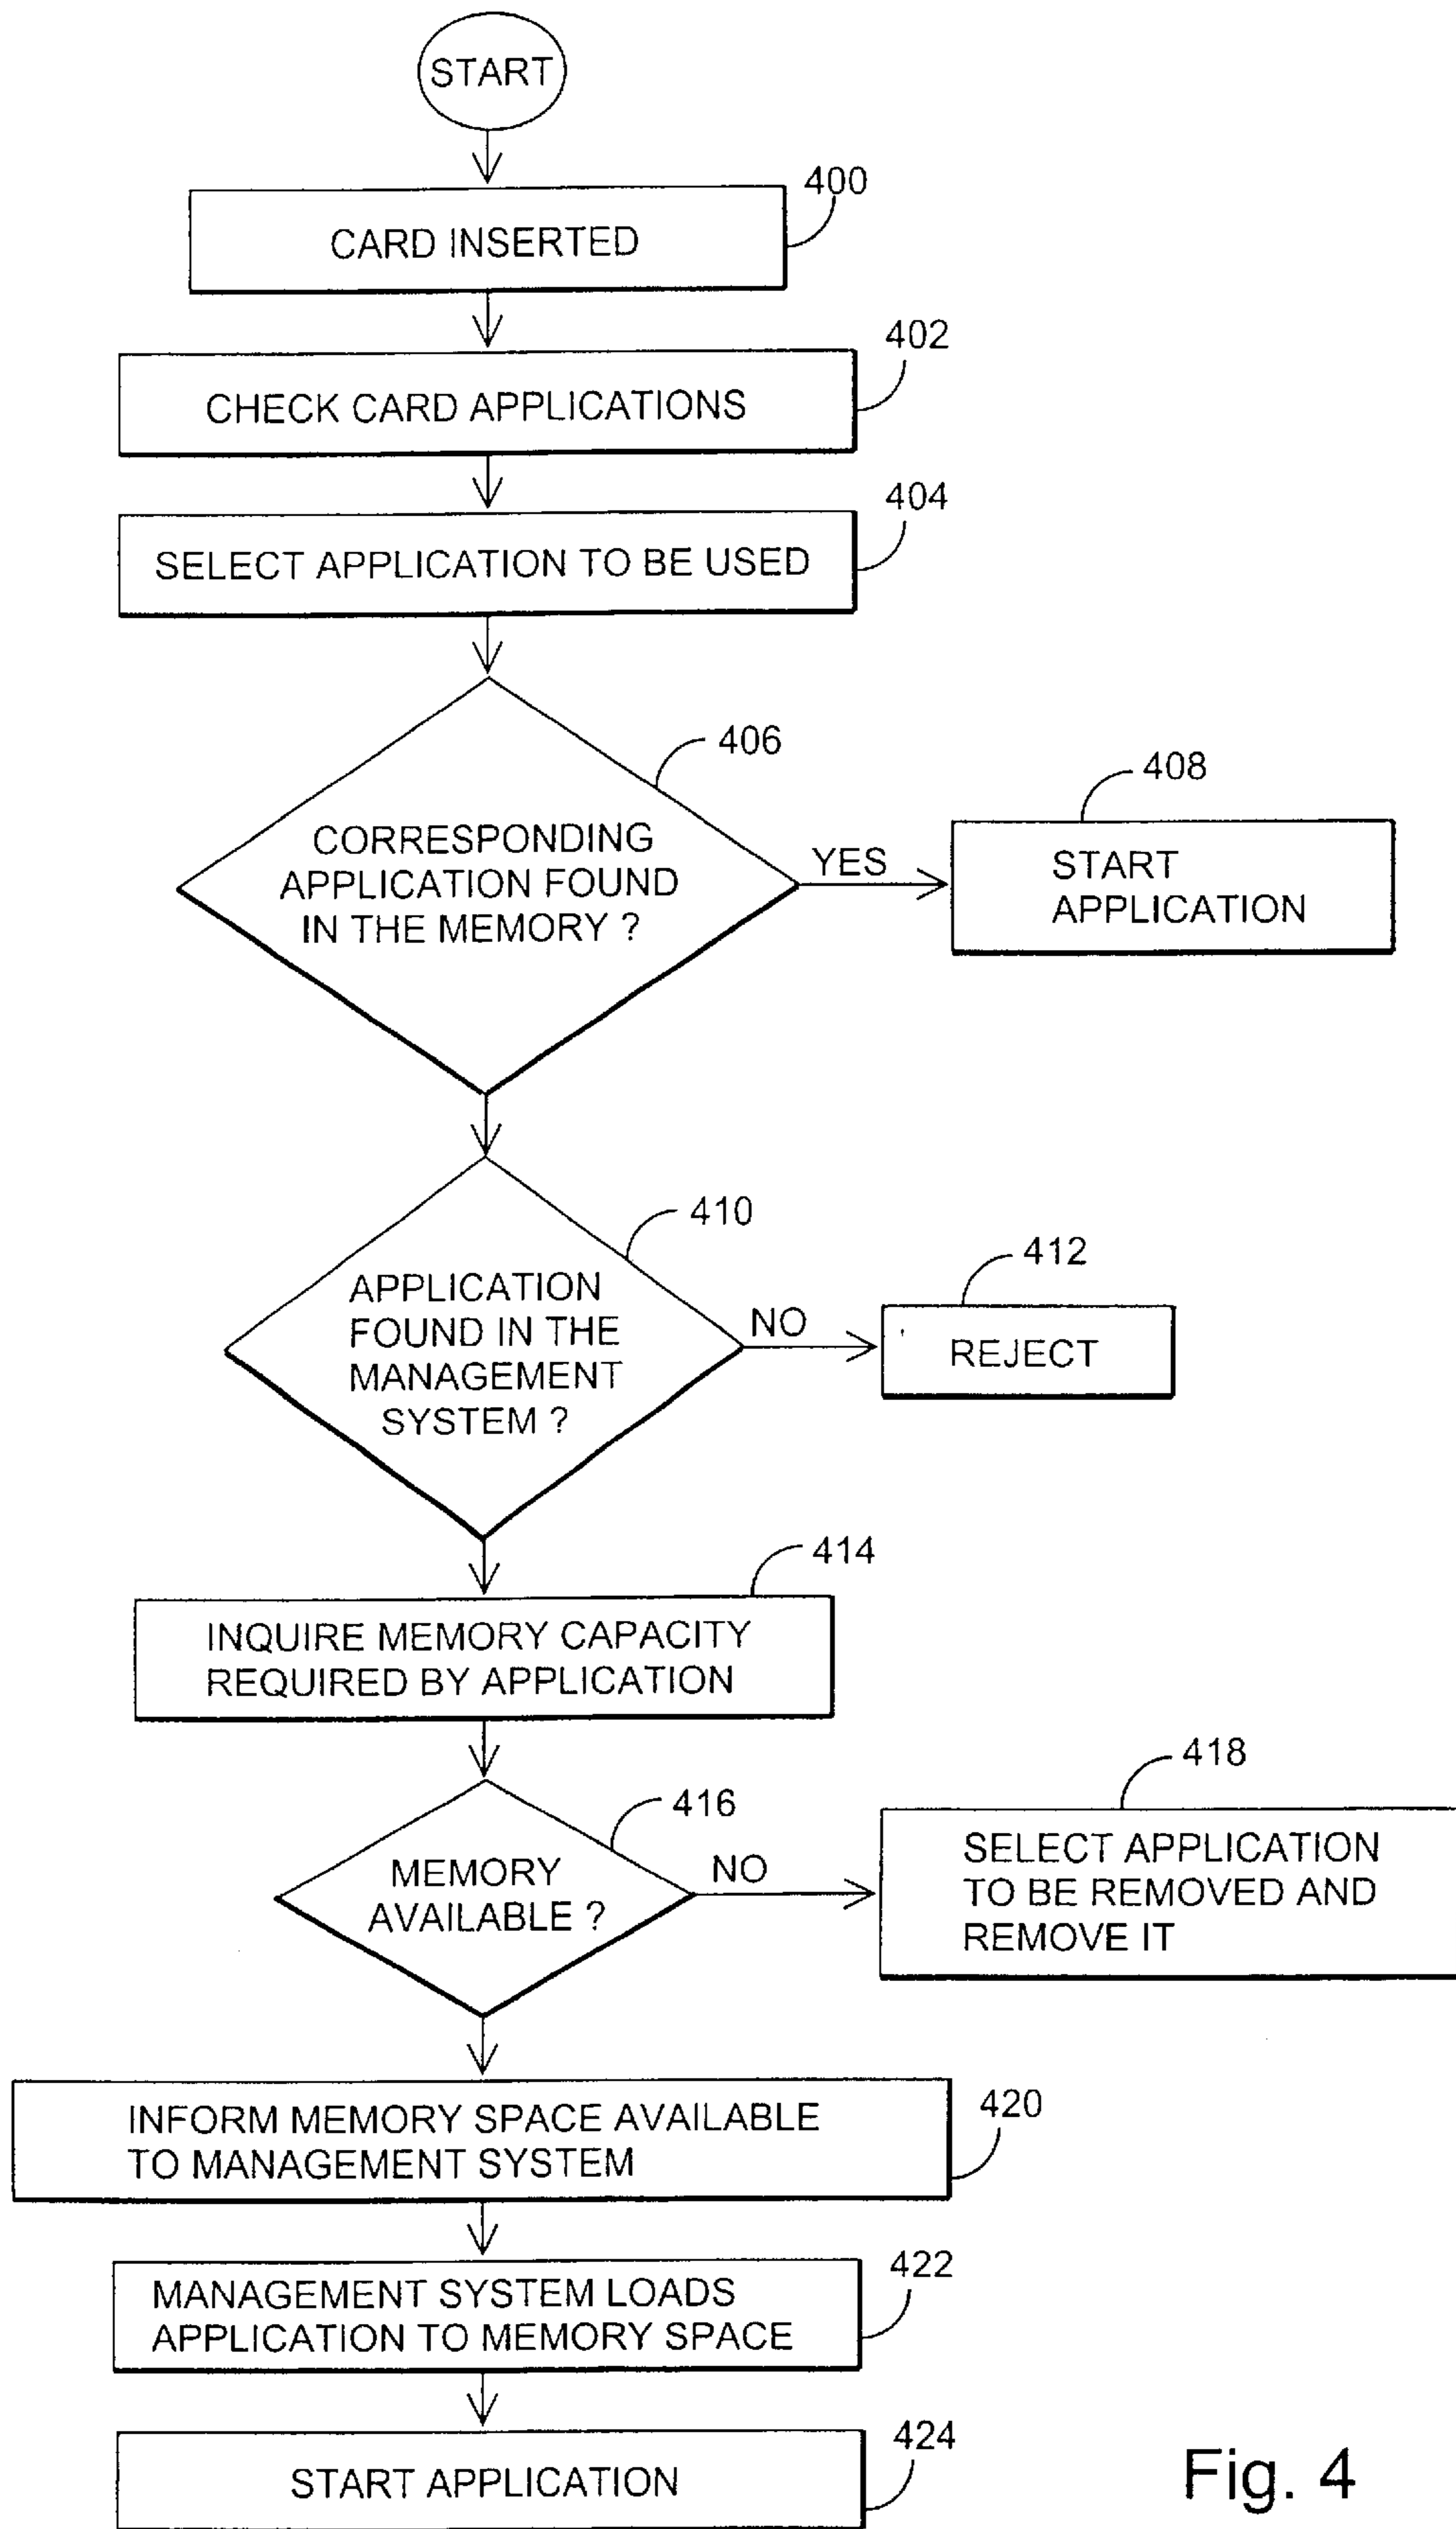 START
400
CARD INSERTED
402
CHECK CARD APPLICATIONS
404
SELECT APPLICATION TO BE USED
406
CORRESPONDING
APPLICATION FOUND
IN THE MEMORY ?
YES
408
START
APPLICATION
410
APPLICATION
FOUND IN THE
MANAGEMENT
SYSTEM ?
NO
412
REJECT
414
INQUIRE MEMORY CAPACITY
REQUIRED BY APPLICATION
416
MEMORY
AVAILABLE ?
NO
418
SELECT APPLICATION
TO BE REMOVED AND
REMOVE IT
420
INFORM MEMORY SPACE AVAILABLE
TO MANAGEMENT SYSTEM
422
MANAGEMENT SYSTEM LOADS
APPLICATION TO MEMORY SPACE
424
START APPLICATION
Fig. 4